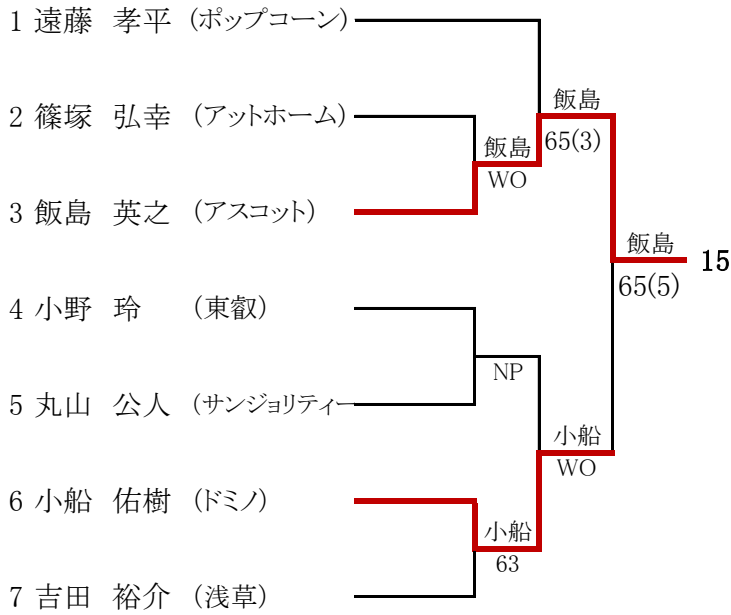 1 遠藤 孝平 (ポップコーン)
飯島
2 篠塚 弘幸 (アットホーム)
65(3)
飯島
WO
3 飯島 英之 (アスコット)
飯島
15
65(5)
4 小野 玲 (東叡)
NP
5 丸山 公人 (サンジョリティー
小船
WO
6 小船 佑樹 (ドミノ)
小船
63
7 吉田 裕介 (浅草)